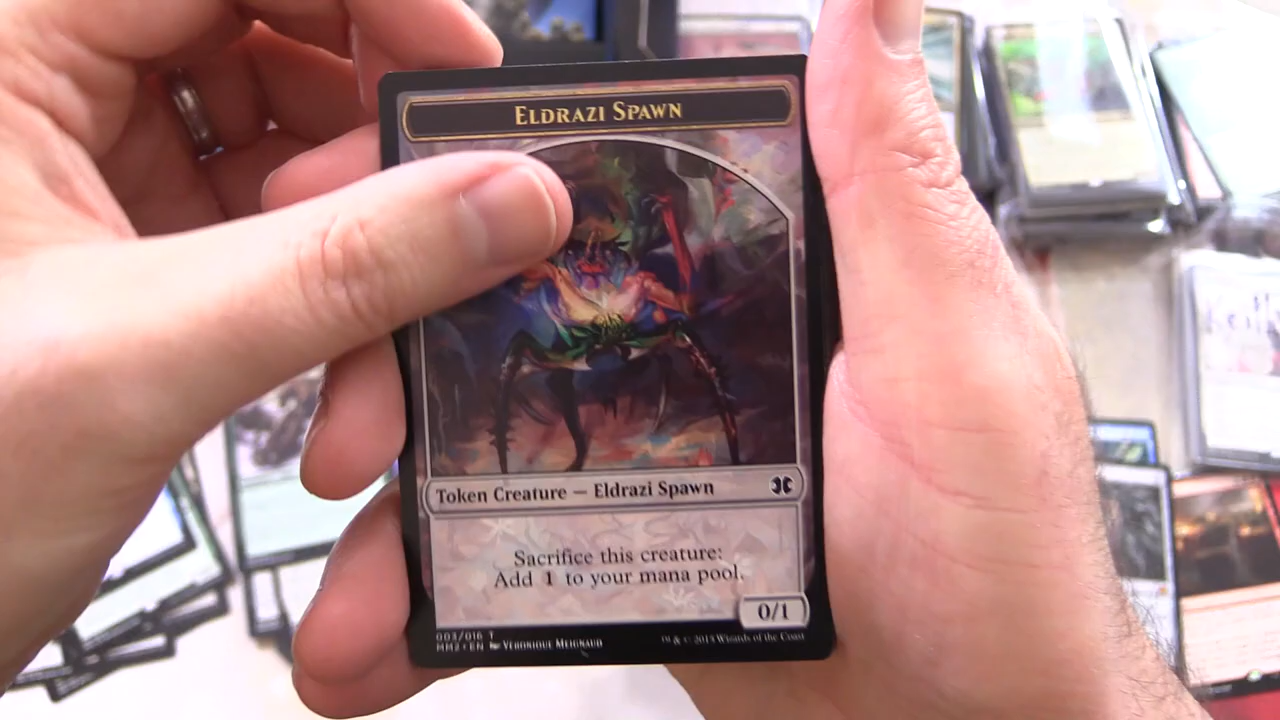 ELDRAZI SPAWN
Token Creature — Eldrazi Spawn
Sacrifice this creature:
Add 1 to your mana pool.
0/1
003/016 T
MM2 • EN VÉRONIQUE MEIGNAUD
™ & © 2015 Wizards of the Coast